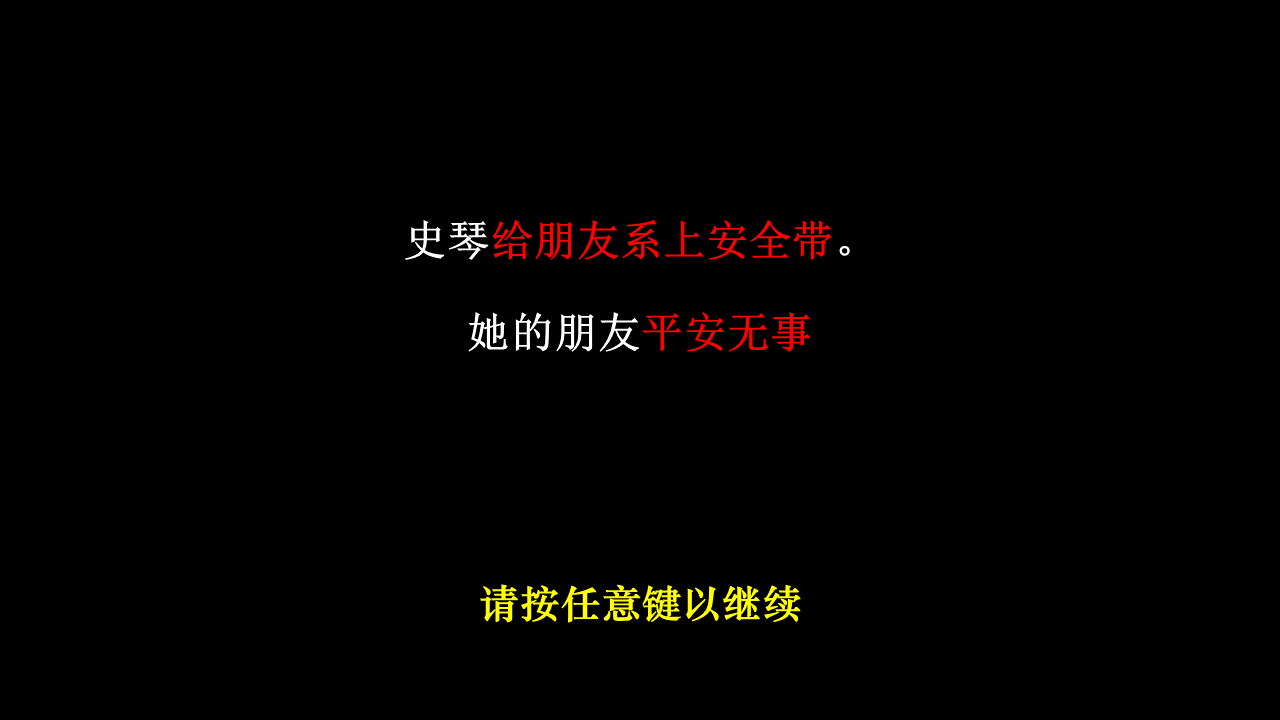 史琴给朋友系上安全带。
她的朋友平安无事
请按任意键以继续